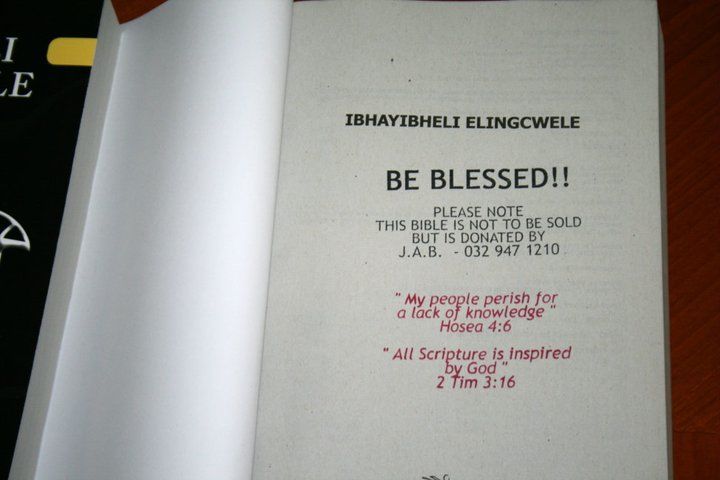 LI
LE
IBHAYIBHELI ELINGCWELE
BE BLESSED!!
PLEASE NOTE
THIS BIBLE IS NOT TO BE SOLD
BUT IS DONATED BY
J.A.B. - 032 947 1210
" My people perish for
a lack of knowledge "
Hosea 4:6
" All Scripture is inspired
by God "
2 Tim 3:16